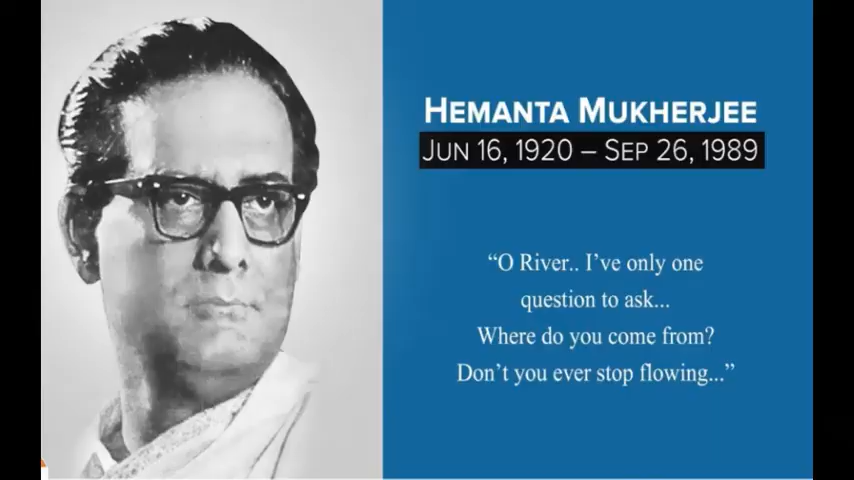 HEMANTA MUKHERJEE
JUN 16, 1920 – SEP 26, 1989
“O River.. I’ve only one
question to ask...
Where do you come from?
Don’t you ever stop flowing...”